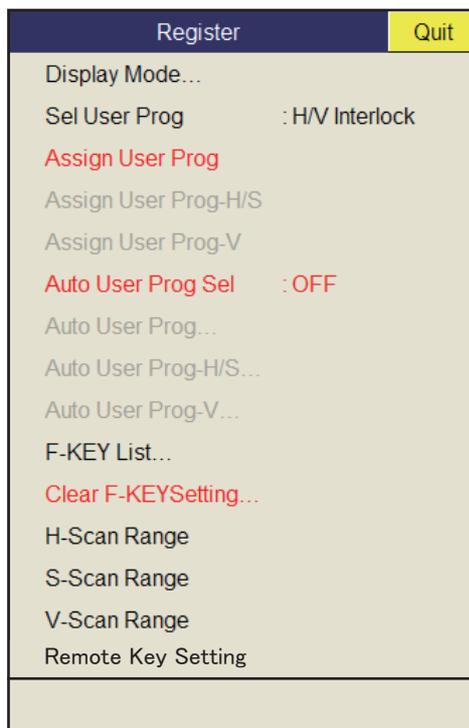 Register Quit
Display Mode...
Sel User Prog : H/V Interlock
Assign User Prog
Assign User Prog-H/S
Assign User Prog-V
Auto User Prog Sel : OFF
Auto User Prog...
Auto User Prog-H/S...
Auto User Prog-V...
F-KEY List...
Clear F-KEYSetting...
H-Scan Range
S-Scan Range
V-Scan Range
Remote Key Setting